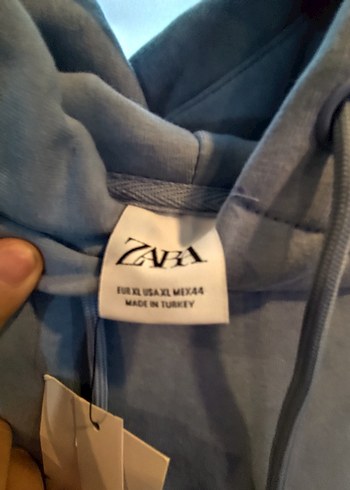 ZARA
EUR XL USA XL MEX 44
MADE IN TURKEY